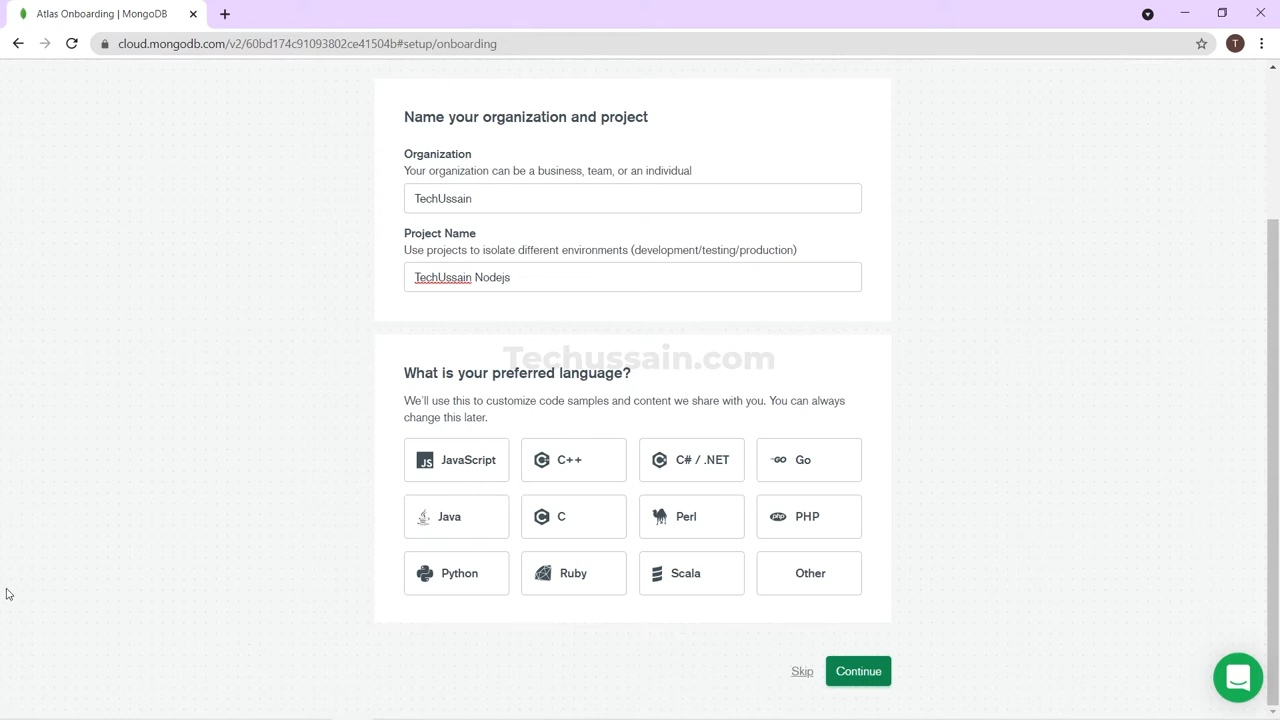 Atlas Onboarding | MongoDB
cloud.mongodb.com/v2/60bd174c91093802ce41504b#setup/onboarding
T
Name your organization and project
Organization
Your organization can be a business, team, or an individual
TechUssain
Project Name
Use projects to isolate different environments (development/testing/production)
TechUssain Nodejs
Techussain.com
What is your preferred language?
We'll use this to customize code samples and content we share with you. You can always
change this later.
JS JavaScript C++ C# / .NET GO Go
Java C Perl php PHP
Python Ruby Scala Other
Skip Continue